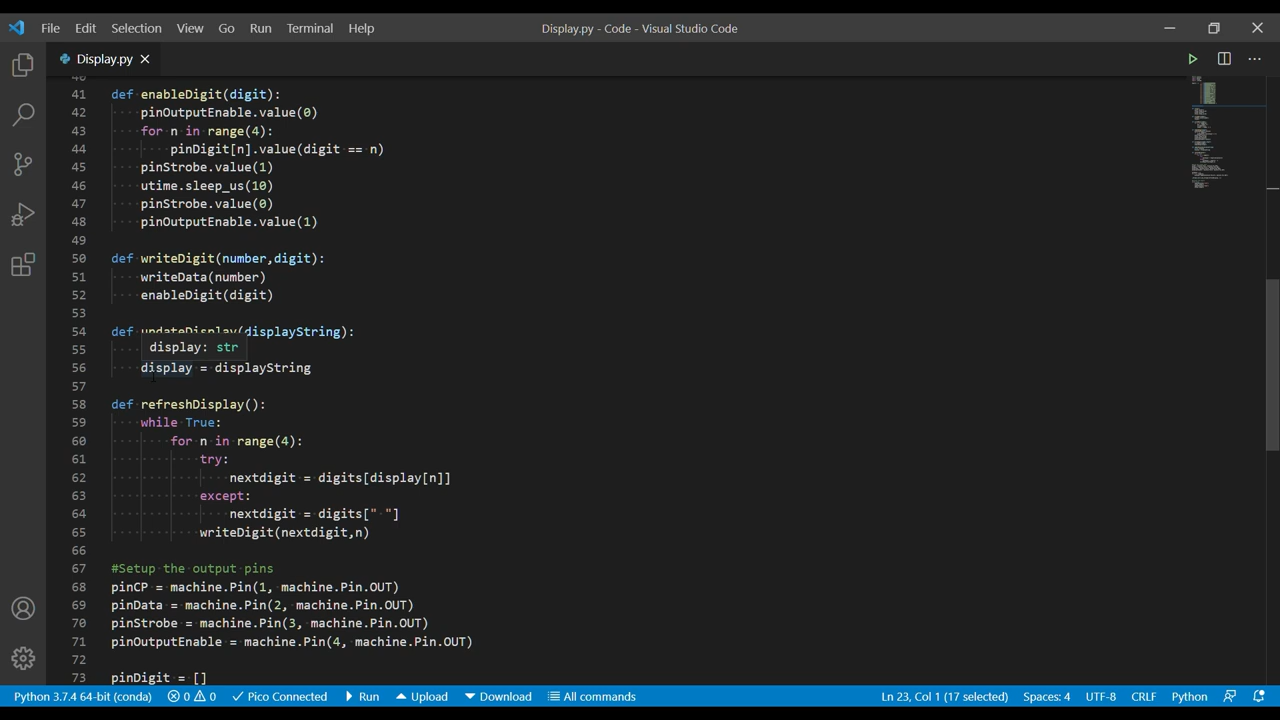 File Edit Selection View Go Run Terminal Help Display.py - Code - Visual Studio Code
Display.py
41 def enableDigit(digit):
42 pinOutputEnable.value(0)
43 for n in range(4):
44 pinDigit[n].value(digit == n)
45 pinStrobe.value(1)
46 utime.sleep_us(10)
47 pinStrobe.value(0)
48 pinOutputEnable.value(1)
49
50 def writeDigit(number,digit):
51 writeData(number)
52 enableDigit(digit)
53
54 def updateDisplay(displayString):
display: str
55
56 display = displayString
57
58 def refreshDisplay():
59 while True:
60 for n in range(4):
61 try:
62 nextdigit = digits[display[n]]
63 except:
64 nextdigit = digits[" "]
65 writeDigit(nextdigit,n)
66
67 #Setup the output pins
68 pinCP = machine.Pin(1, machine.Pin.OUT)
69 pinData = machine.Pin(2, machine.Pin.OUT)
70 pinStrobe = machine.Pin(3, machine.Pin.OUT)
71 pinOutputEnable = machine.Pin(4, machine.Pin.OUT)
72
73 pinDigit = []
Python 3.7.4 64-bit (conda) 0 0 Pico Connected Run Upload Download All commands Ln 23, Col 1 (17 selected) Spaces: 4 UTF-8 CRLF Python